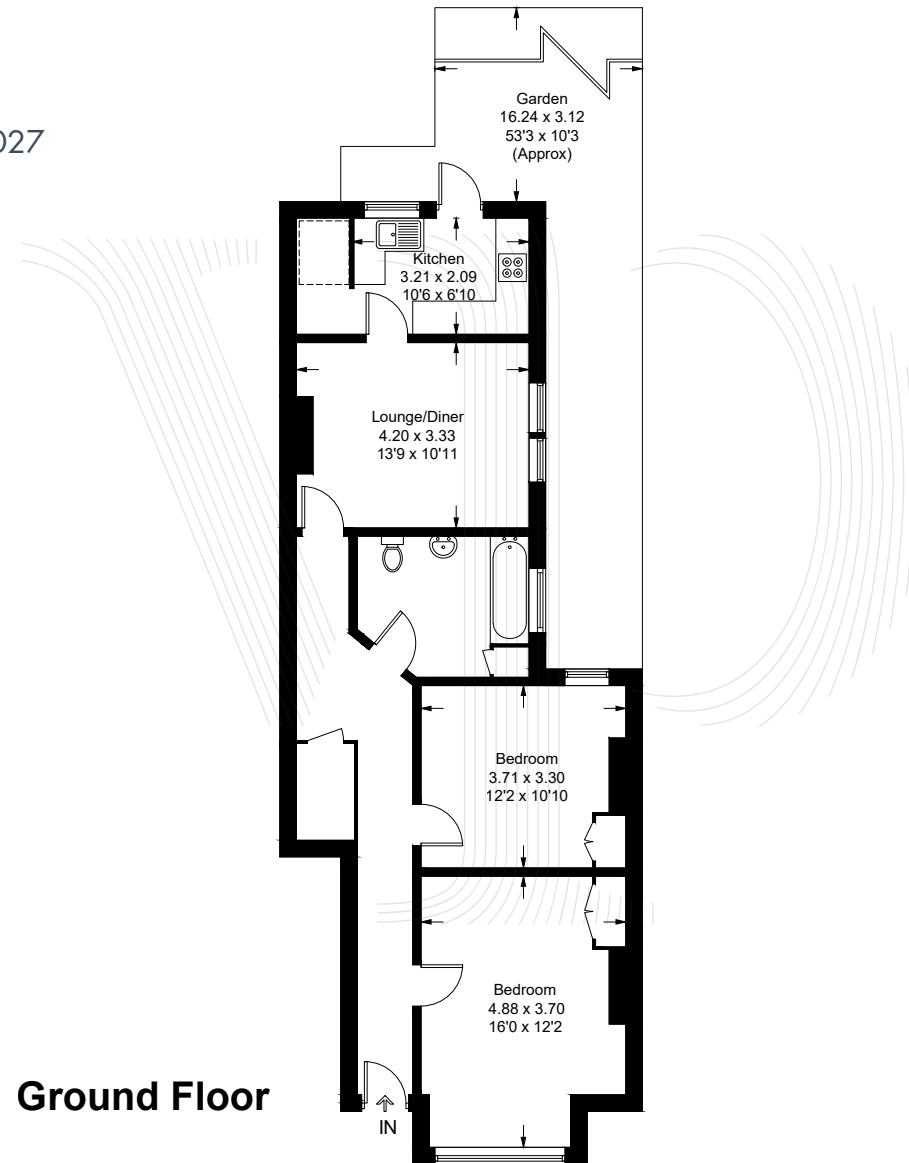 027
Garden
16.24 x 3.12
53'3 x 10'3
(Approx)
Kitchen
3.21 x 2.09
10'6 x 6'10
Lounge/Diner
4.20 x 3.33
13'9 x 10'11
Bedroom
3.71 x 3.30
12'2 x 10'10
Bedroom
4.88 x 3.70
16'0 x 12'2
Ground Floor
IN